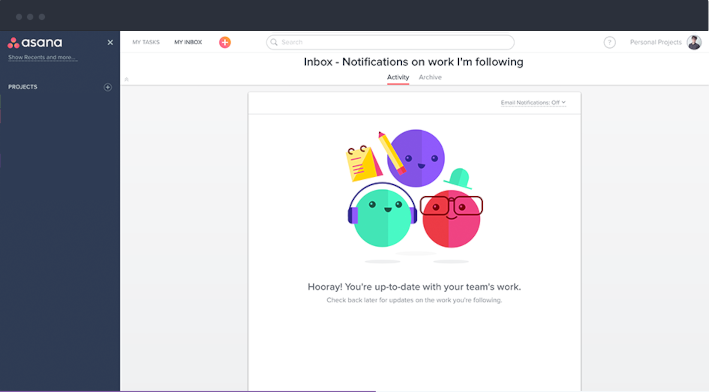 asana
Show Recents and more...
PROJECTS
MY TASKS
MY INBOX
Search
?
Personal Projects
Inbox - Notifications on work I'm following
Activity
Archive
Email Notifications: Off
Hooray! You're up-to-date with your team's work.
Check back later for updates on the work you're following.